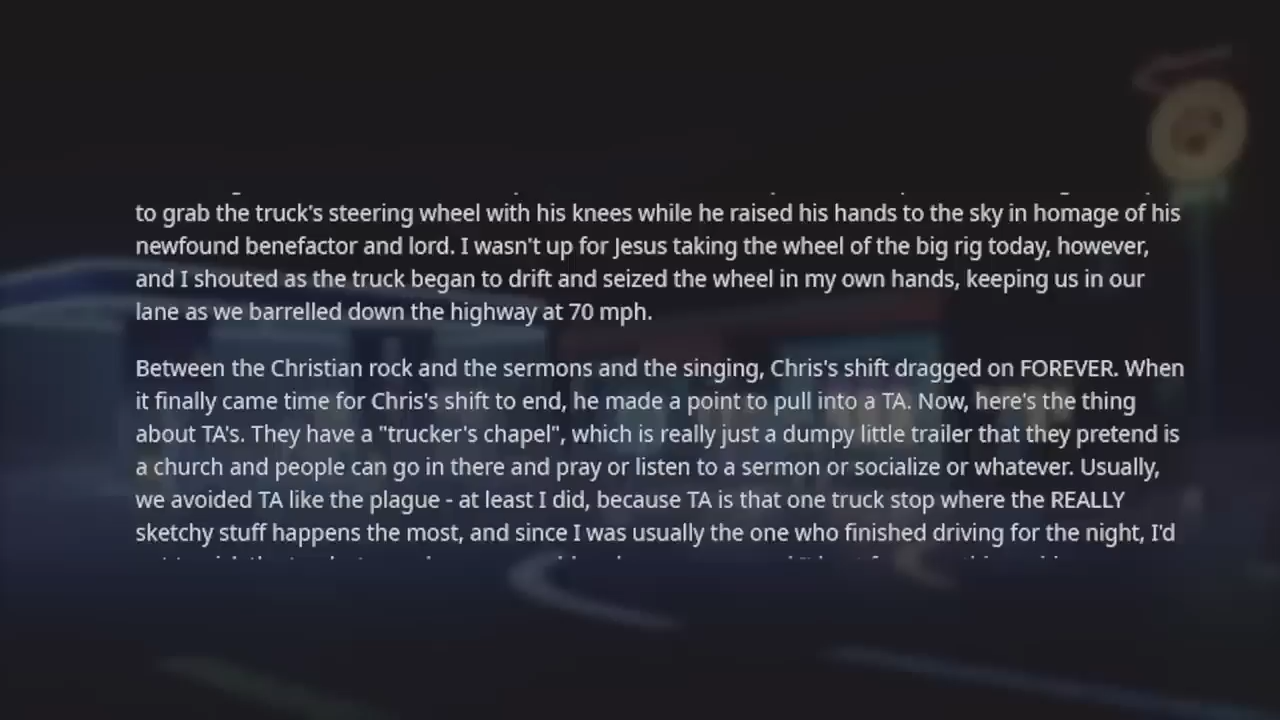 to grab the truck's steering wheel with his knees while he raised his hands to the sky in homage of his
newfound benefactor and lord. I wasn't up for Jesus taking the wheel of the big rig today, however,
and I shouted as the truck began to drift and seized the wheel in my own hands, keeping us in our
lane as we barrelled down the highway at 70 mph.
Between the Christian rock and the sermons and the singing, Chris's shift dragged on FOREVER. When
it finally came time for Chris's shift to end, he made a point to pull into a TA. Now, here's the thing
about TA's. They have a "trucker's chapel", which is really just a dumpy little trailer that they pretend is
a church and people can go in there and pray or listen to a sermon or socialize or whatever. Usually,
we avoided TA like the plague - at least I did, because TA is that one truck stop where the REALLY
sketchy stuff happens the most, and since I was usually the one who finished driving for the night, I'd